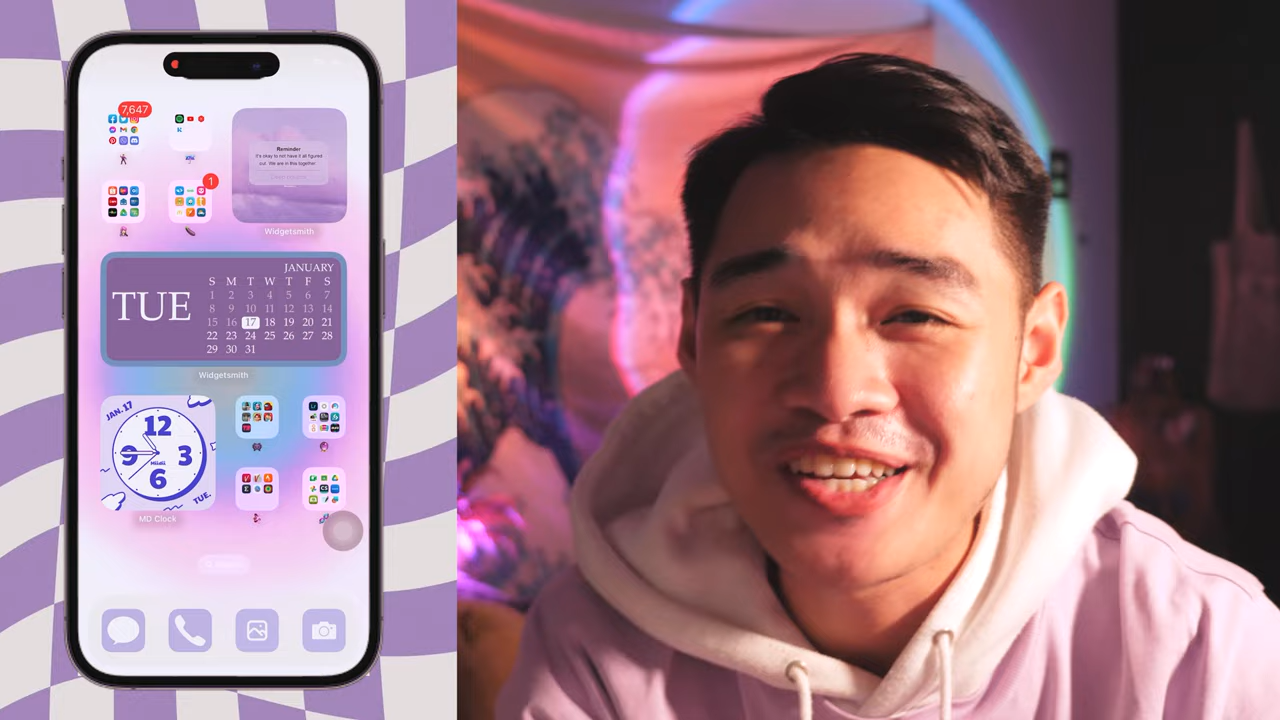 7,647
1
Reminder
It's okay to not have it all figured
out. We are in this together.
Widgetsmith
JANUARY
TUE
S M T W T F S
1 2 3 4 5 6 7
8 9 10 11 12 13 14
15 16 17 18 19 20 21
22 23 24 25 26 27 28
29 30 31
Widgetsmith
JAN. 17
12
9 3
6
TUE.
MD Clock